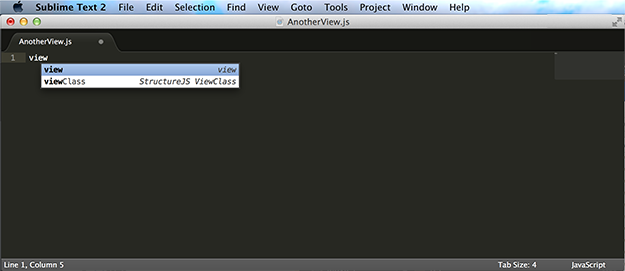 Sublime Text 2 File Edit Selection Find View Goto Tools Project Window Help
AnotherView.js
AnotherView.js
1 view
view view
viewClass StructureJS ViewClass
Line 1, Column 5 Tab Size: 4 JavaScript